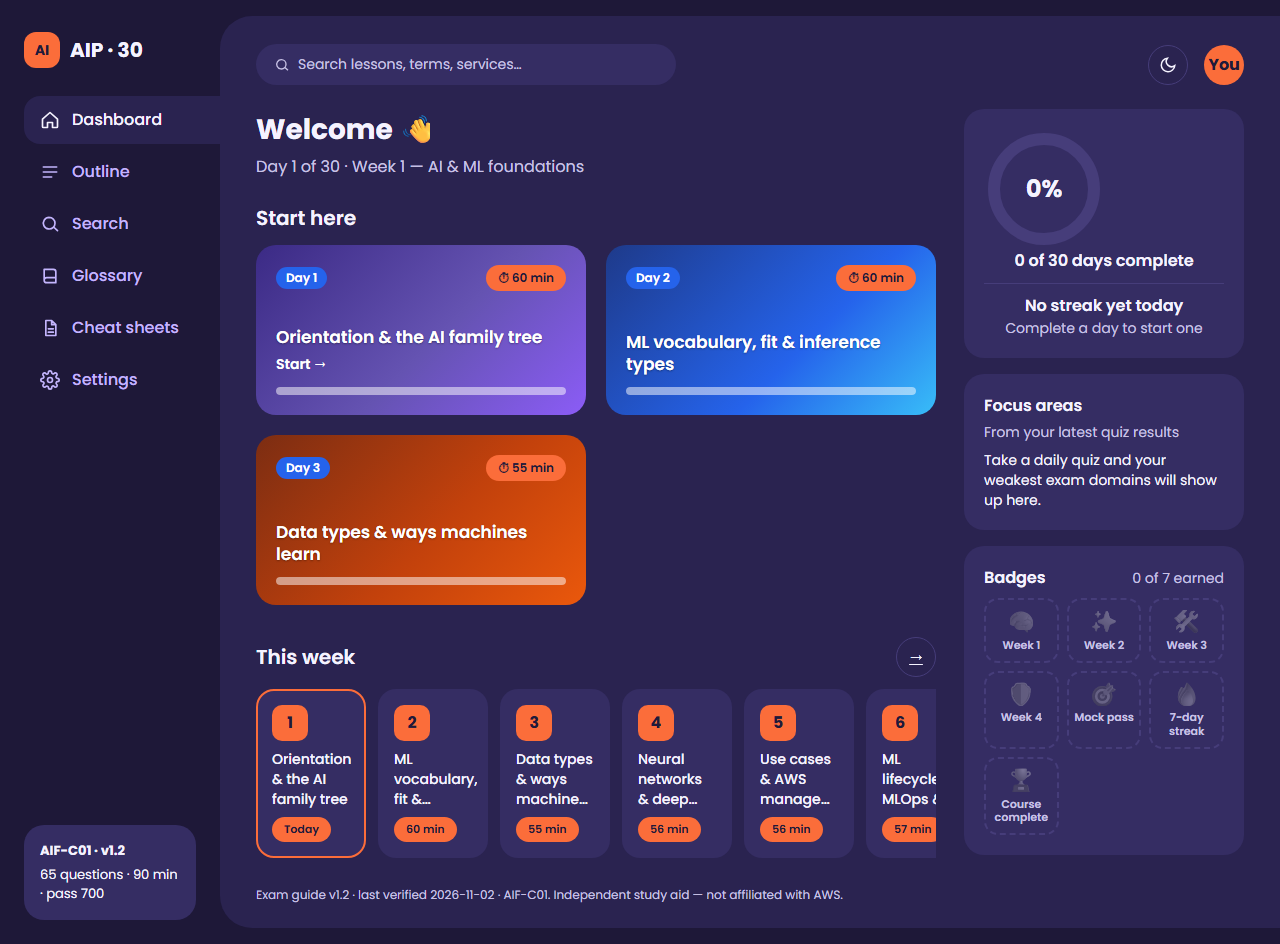 AI
AIP · 30
Dashboard
Outline
Search
Glossary
Cheat sheets
Settings
AIF-C01 · v1.2
65 questions · 90 min
· pass 700
Search lessons, terms, services…
You
Welcome 👋
Day 1 of 30 · Week 1 — AI & ML foundations
Start here
Day 1
⏱ 60 min
Orientation & the AI family tree
Start →
Day 2
⏱ 60 min
ML vocabulary, fit & inference
types
Day 3
⏱ 55 min
Data types & ways machines
learn
This week
→
1
Orientation
& the AI
family tree
Today
2
ML
vocabulary,
fit &…
60 min
3
Data types
& ways
machine…
55 min
4
Neural
networks
& deep…
56 min
5
Use cases
& AWS
manage…
56 min
6
ML
lifecycle
MLOps &
57 min
Exam guide v1.2 · last verified 2026-11-02 · AIF-C01. Independent study aid — not affiliated with AWS.
0%
0 of 30 days complete
No streak yet today
Complete a day to start one
Focus areas
From your latest quiz results
Take a daily quiz and your
weakest exam domains will show
up here.
Badges
0 of 7 earned
Week 1
Week 2
Week 3
Week 4
Mock pass
7-day
streak
Course
complete